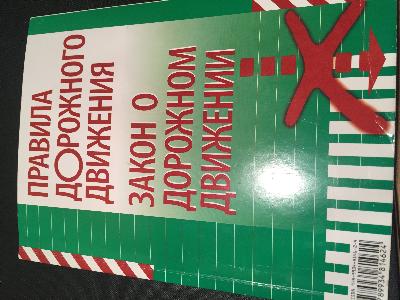 ПРАВИЛА
ДОРОЖНОГО
ДВИЖЕНИЯ
ЗАКОН О
ДОРОЖНОМ
ДВИЖЕНИИ